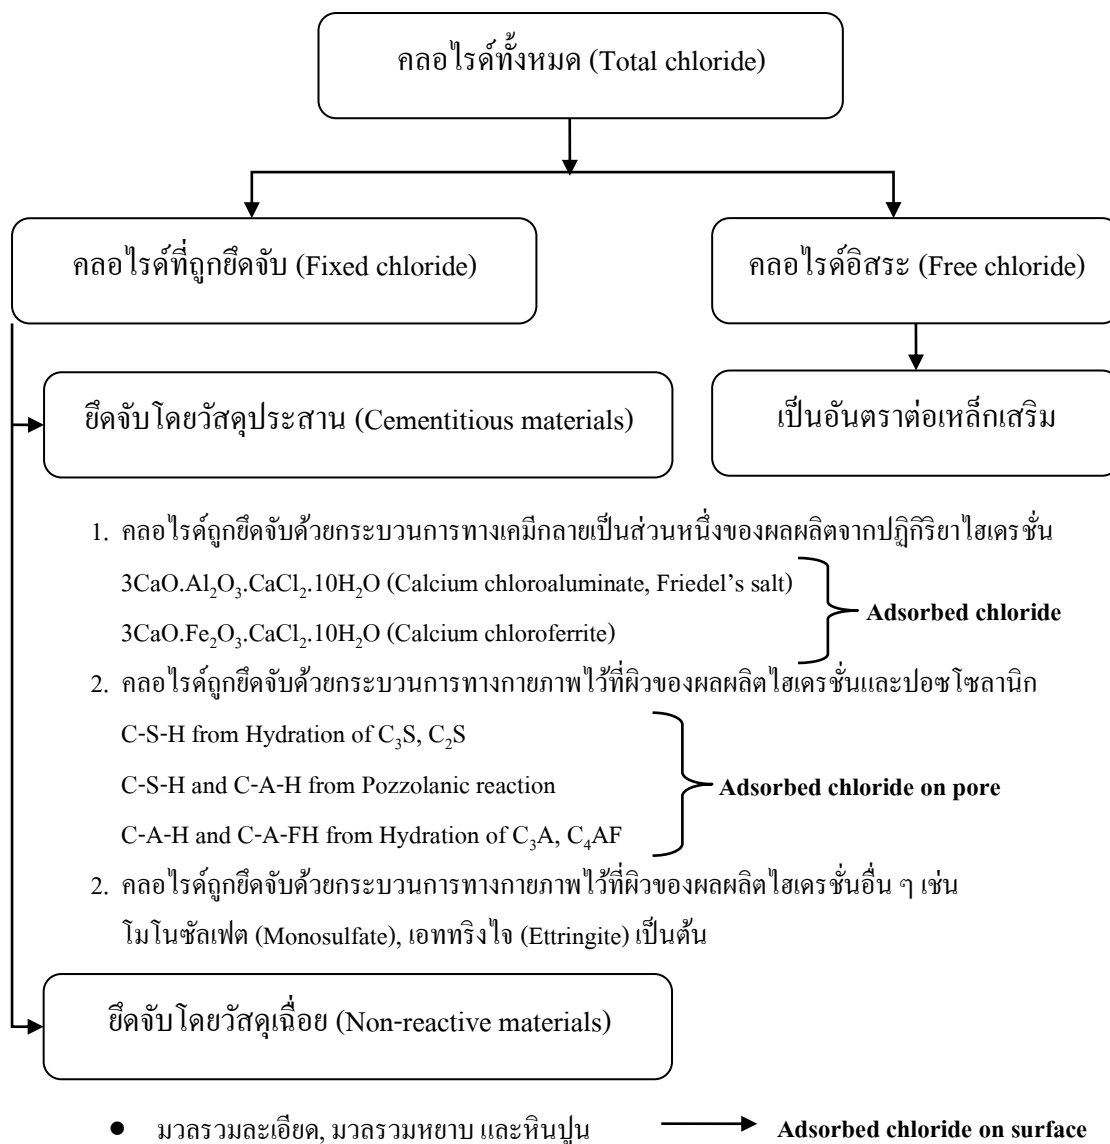 คลอไรด์ทั้งหมด (Total chloride)
คลอไรด์ที่ถูกยึดจับ (Fixed chloride)
คลอไรด์อิสระ (Free chloride)
ยึดจับโดยวัสดุประสาน (Cementitious materials)
เป็นอันตราต่อเหล็กเสริม
1. คลอไรด์ถูกยึดจับด้วยกระบวนการทางเคมีกลายเป็นส่วนหนึ่งของผลผลิตจากปฏิกิริยาไฮเดรชั่น
3CaO.Al₂O₃.CaCl₂.10H₂O (Calcium chloroaluminate, Friedel’s salt)
3CaO.Fe₂O₃.CaCl₂.10H₂O (Calcium chloroferrite)
Adsorbed chloride
2. คลอไรด์ถูกยึดจับด้วยกระบวนการทางกายภาพไว้ที่ผิวของผลผลิตไฮเดรชั่นและปอซโซลานิก
C-S-H from Hydration of C₃S, C₂S
C-S-H and C-A-H from Pozzolanic reaction
C-A-H and C-A-FH from Hydration of C₃A, C₄AF
Adsorbed chloride on pore
2. คลอไรด์ถูกยึดจับด้วยกระบวนการทางกายภาพไว้ที่ผิวของผลผลิตไฮเดรชั่นอื่น ๆ เช่น
โมโนซัลเฟต (Monosulfate), เอททริงไจ (Ettringite) เป็นต้น
ยึดจับโดยวัสดุเฉื่อย (Non-reactive materials)
● มวลรวมละเอียด, มวลรวมหยาบ และหินปูน
Adsorbed chloride on surface